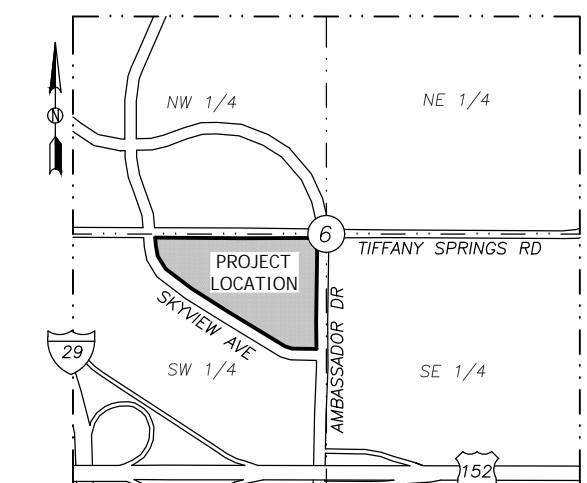 NW 1/4
NE 1/4
N
6
TIFFANY SPRINGS RD
PROJECT
LOCATION
SKYVIEW AVE
AMBASSADOR DR
29
SW 1/4
SE 1/4
152